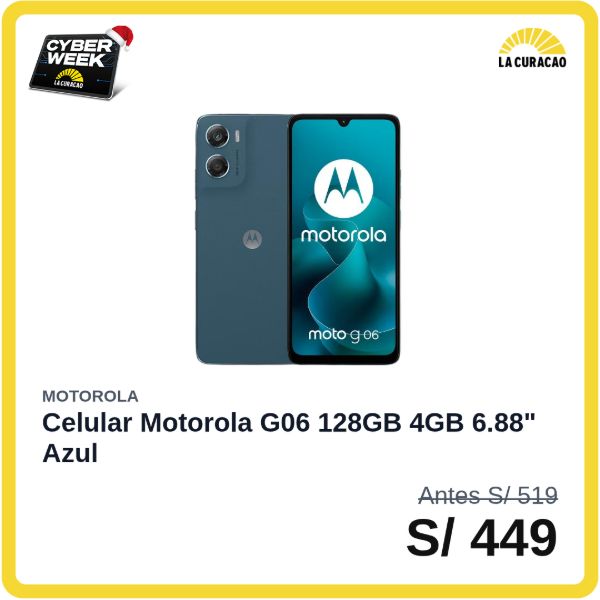 CYBER
WEEK
LA CURACAO
LA CURACAO
motorola
moto g 06
MOTOROLA
Celular Motorola G06 128GB 4GB 6.88"
Azul
Antes S/ 519
S/ 449